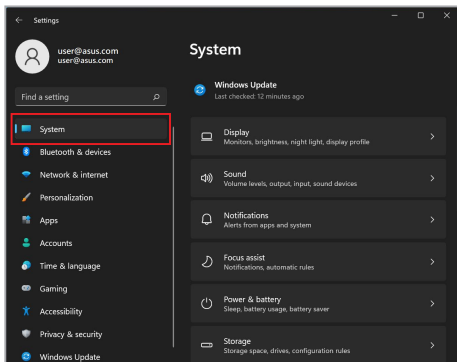 Settings
user@asus.com
user@asus.com
Find a setting
System
Bluetooth & devices
Network & internet
Personalization
Apps
Accounts
Time & language
Gaming
Accessibility
Privacy & security
Windows Update
System
Windows Update
Last checked: 12 minutes ago
Display
Monitors, brightness, night light, display profile
Sound
Volume levels, output, input, sound devices
Notifications
Alerts from apps and system
Focus assist
Notifications, automatic rules
Power & battery
Sleep, battery usage, battery saver
Storage
Storage space, drives, configuration rules